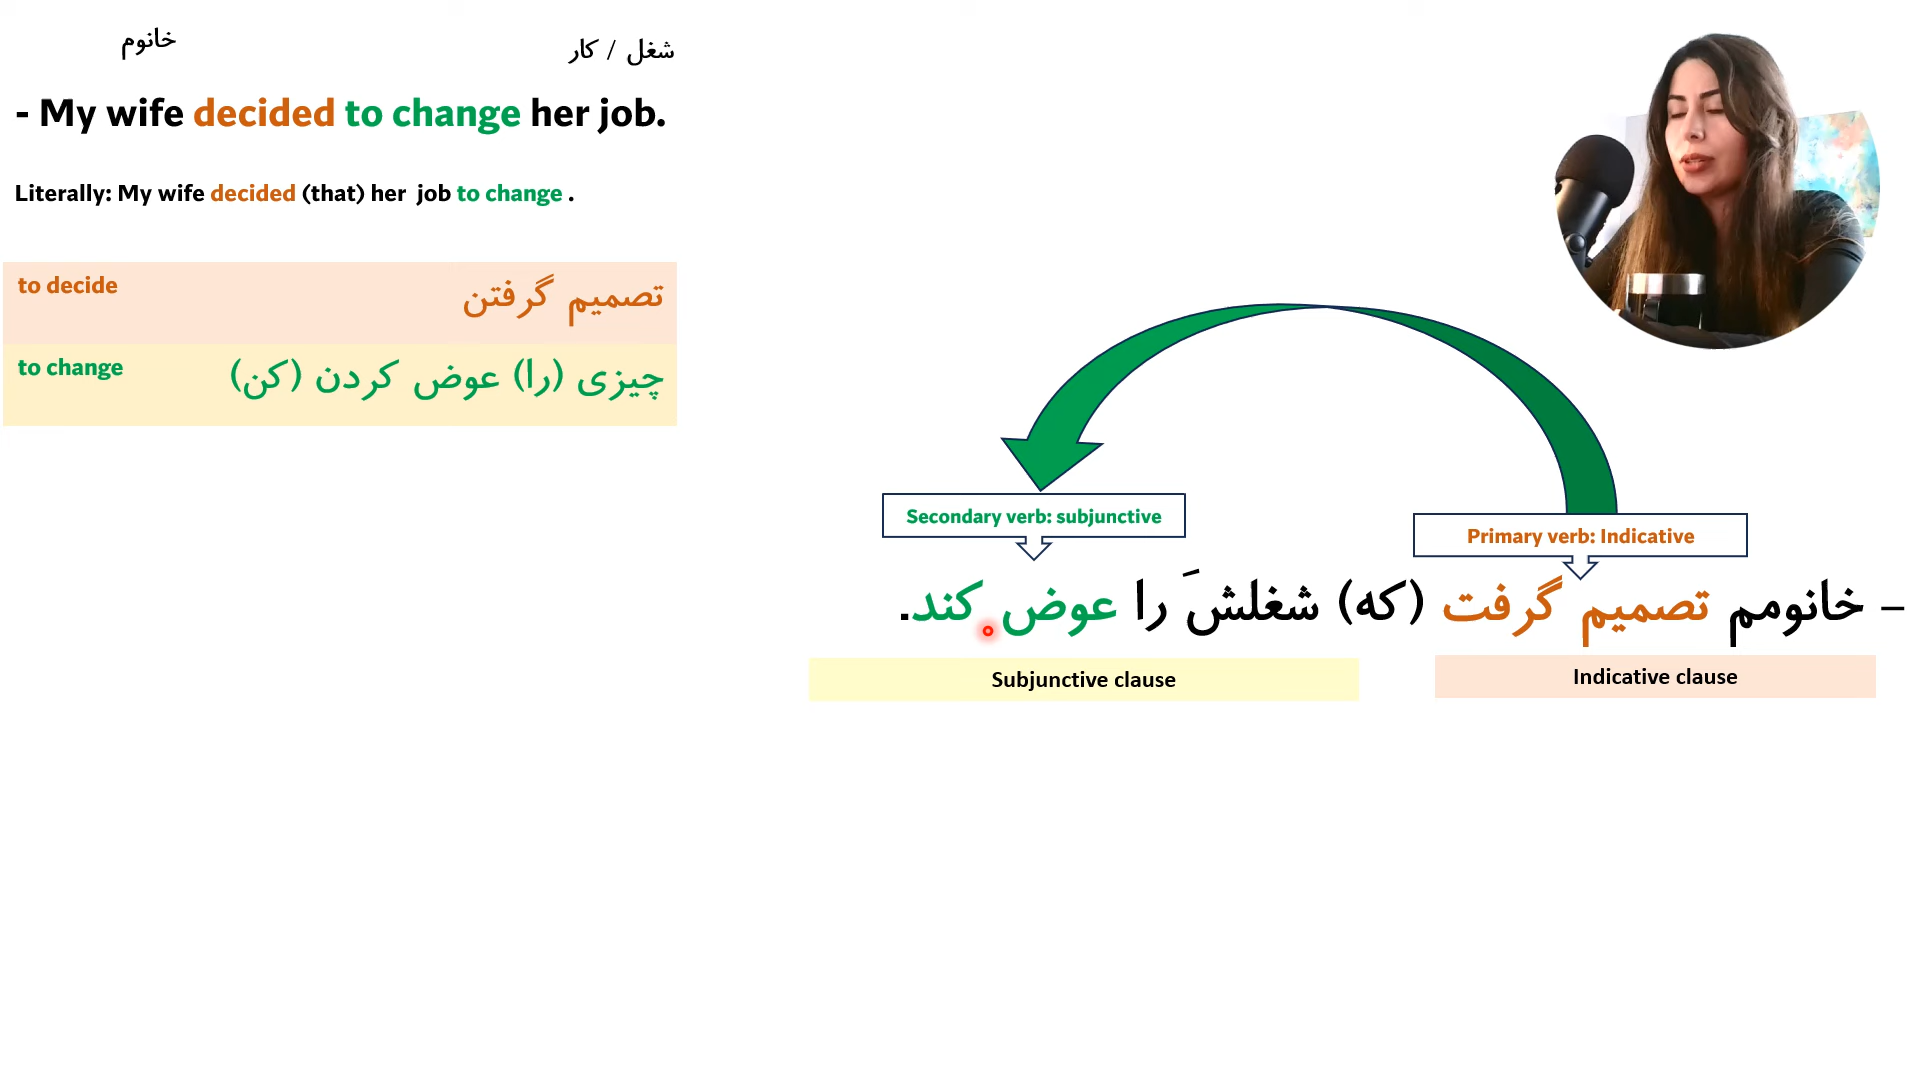 خانوم
شغل / کار
- My wife decided to change her job.
Literally: My wife decided (that) her job to change .
to decide تصمیم گرفتن
to change چیزی (را) عوض کردن (کن)
Secondary verb: subjunctive
Primary verb: Indicative
– خانومم تصمیم گرفت (که) شغلشَ را عوض کند.
Subjunctive clause
Indicative clause